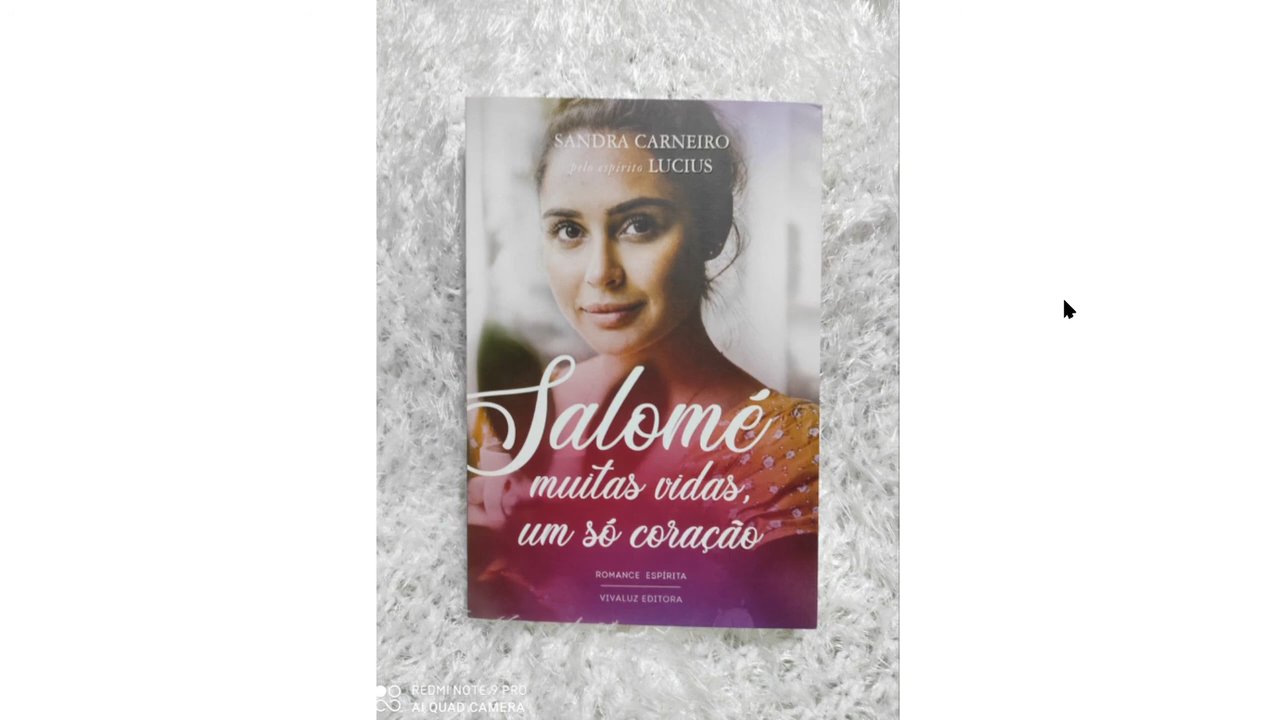 SANDRA CARNEIRO
pelo espírito LUCIUS
Salomé
muitas vidas,
um só coração
ROMANCE ESPÍRITA
VIVALUZ EDITORA
REDMI NOTE 9 PRO
AI QUAD CAMERA